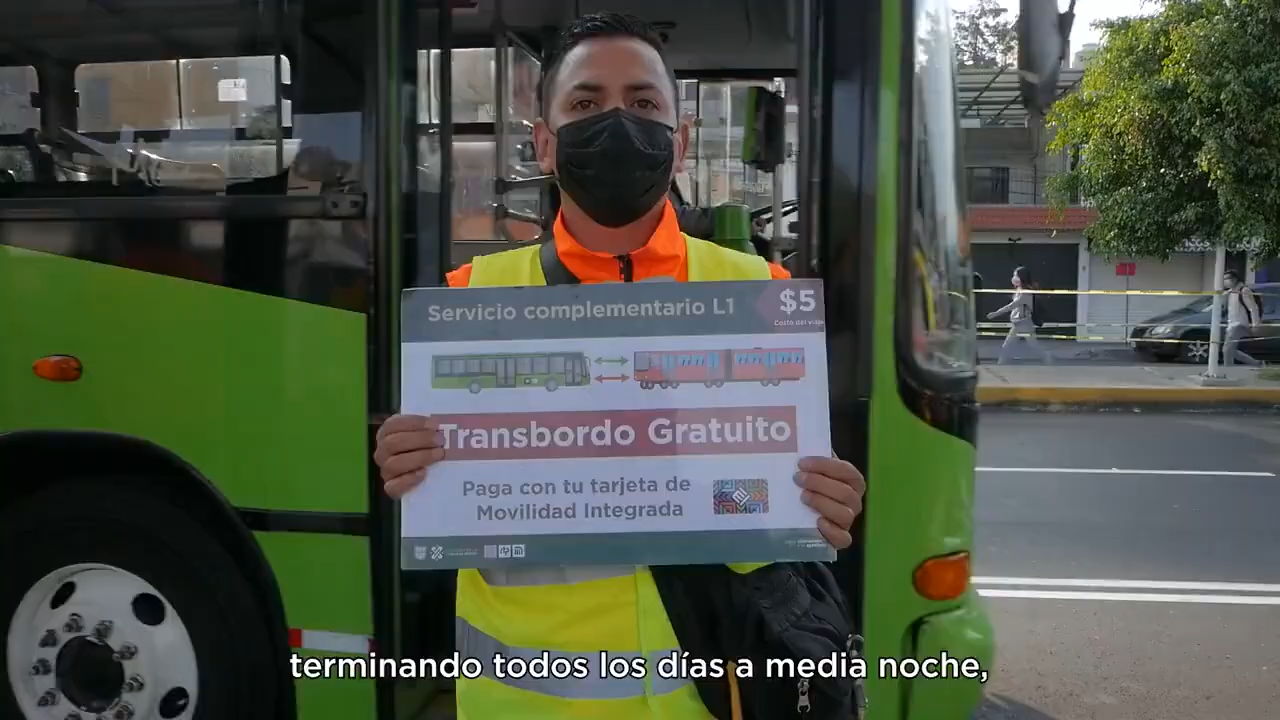 Servicio complementario L1
$5
Costo del viaje
Transbordo Gratuito
Paga con tu tarjeta de
Movilidad Integrada
terminando todos los días a media noche,